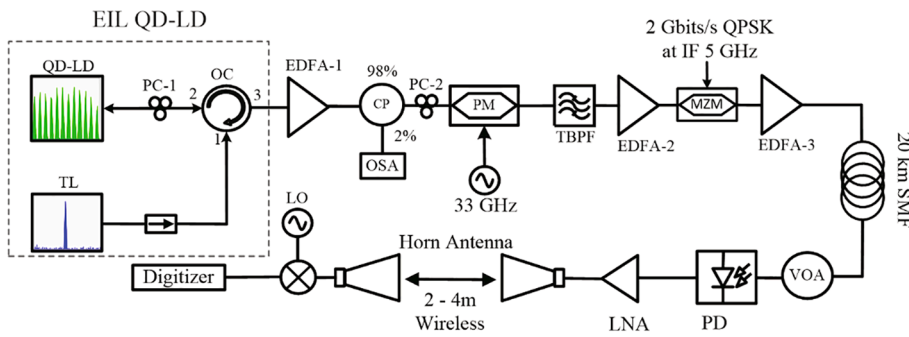 EIL QD-LD
QD-LD
PC-1
OC
2
3
1
TL
EDFA-1
98%
CP
2%
OSA
PC-2
PM
33 GHz
TBPF
EDFA-2
2 Gbits/s QPSK
at IF 5 GHz
MZM
EDFA-3
20 km SMF
VOA
PD
LNA
Horn Antenna
2 - 4m
Wireless
LO
Digitizer